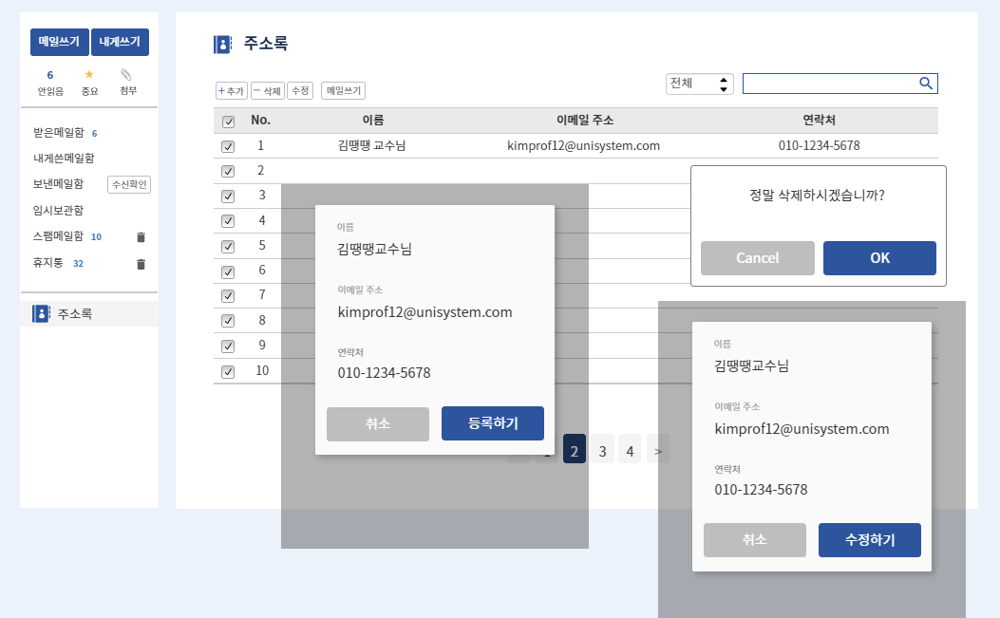 메일쓰기 내게쓰기
6
안읽음 중요 첨부
받은메일함 6
내게쓴메일함
보낸메일함 수신확인
임시보관함
스팸메일함 10
휴지통 32
주소록
주소록
+추가 − 삭제 수정 메일쓰기
전체
No. 이름 이메일 주소 연락처
1 김땡땡 교수님 kimprof12@unisystem.com 010-1234-5678
2
3
4
5
6
7
8
9
10
1 2 3 4 >
이름
김땡땡교수님
이메일 주소
kimprof12@unisystem.com
연락처
010-1234-5678
취소 등록하기
정말 삭제하시겠습니까?
Cancel OK
이름
김땡땡교수님
이메일 주소
kimprof12@unisystem.com
연락처
010-1234-5678
취소 수정하기